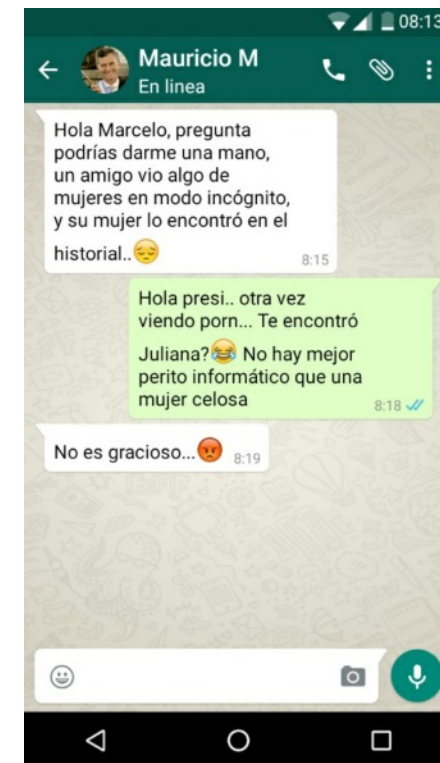 08:13
Mauricio M
En linea
Hola Marcelo, pregunta
podrías darme una mano,
un amigo vio algo de
mujeres en modo incógnito,
y su mujer lo encontró en el
historial..😔
8:15
Hola presi.. otra vez
viendo porn... Te encontró
Juliana?😂 No hay mejor
perito informático que una
mujer celosa
8:18
No es gracioso...😡 8:19